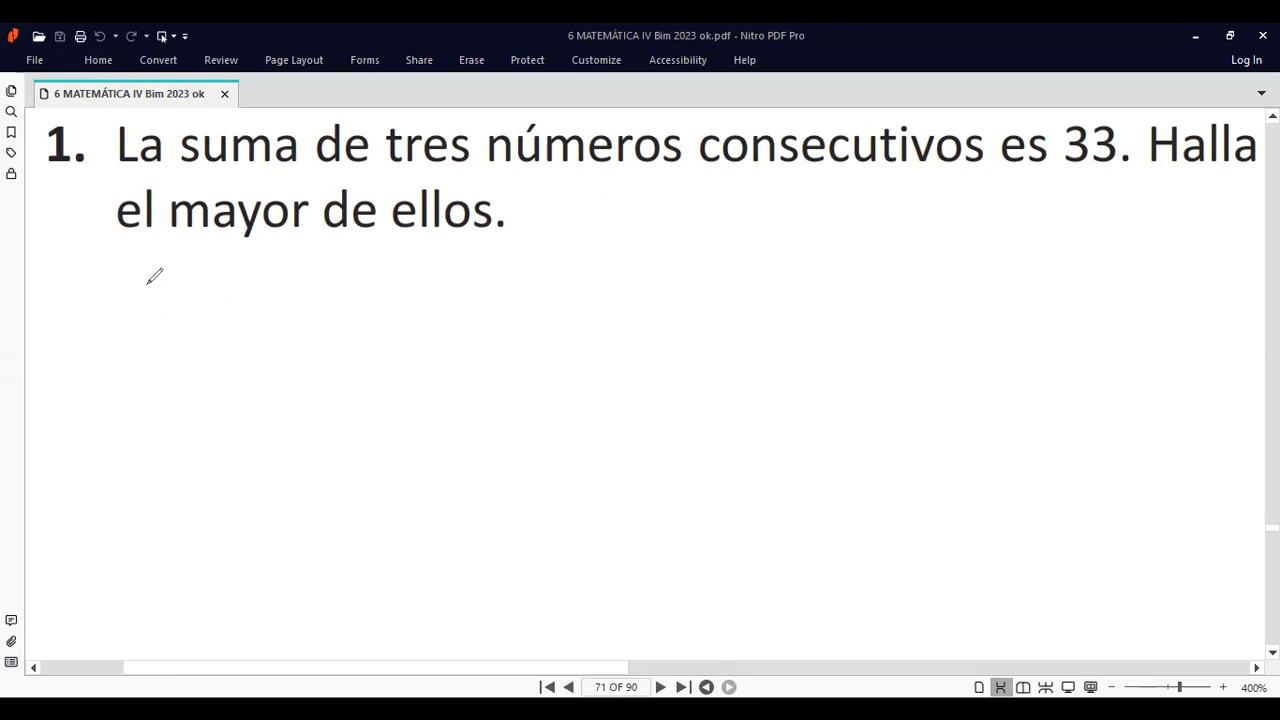 6 MATEMÁTICA IV Bim 2023 ok.pdf - Nitro PDF Pro
File Home Convert Review Page Layout Forms Share Erase Protect Customize Accessibility Help Log In
6 MATEMÁTICA IV Bim 2023 ok
1. La suma de tres números consecutivos es 33. Halla
el mayor de ellos.
71 OF 90
400%